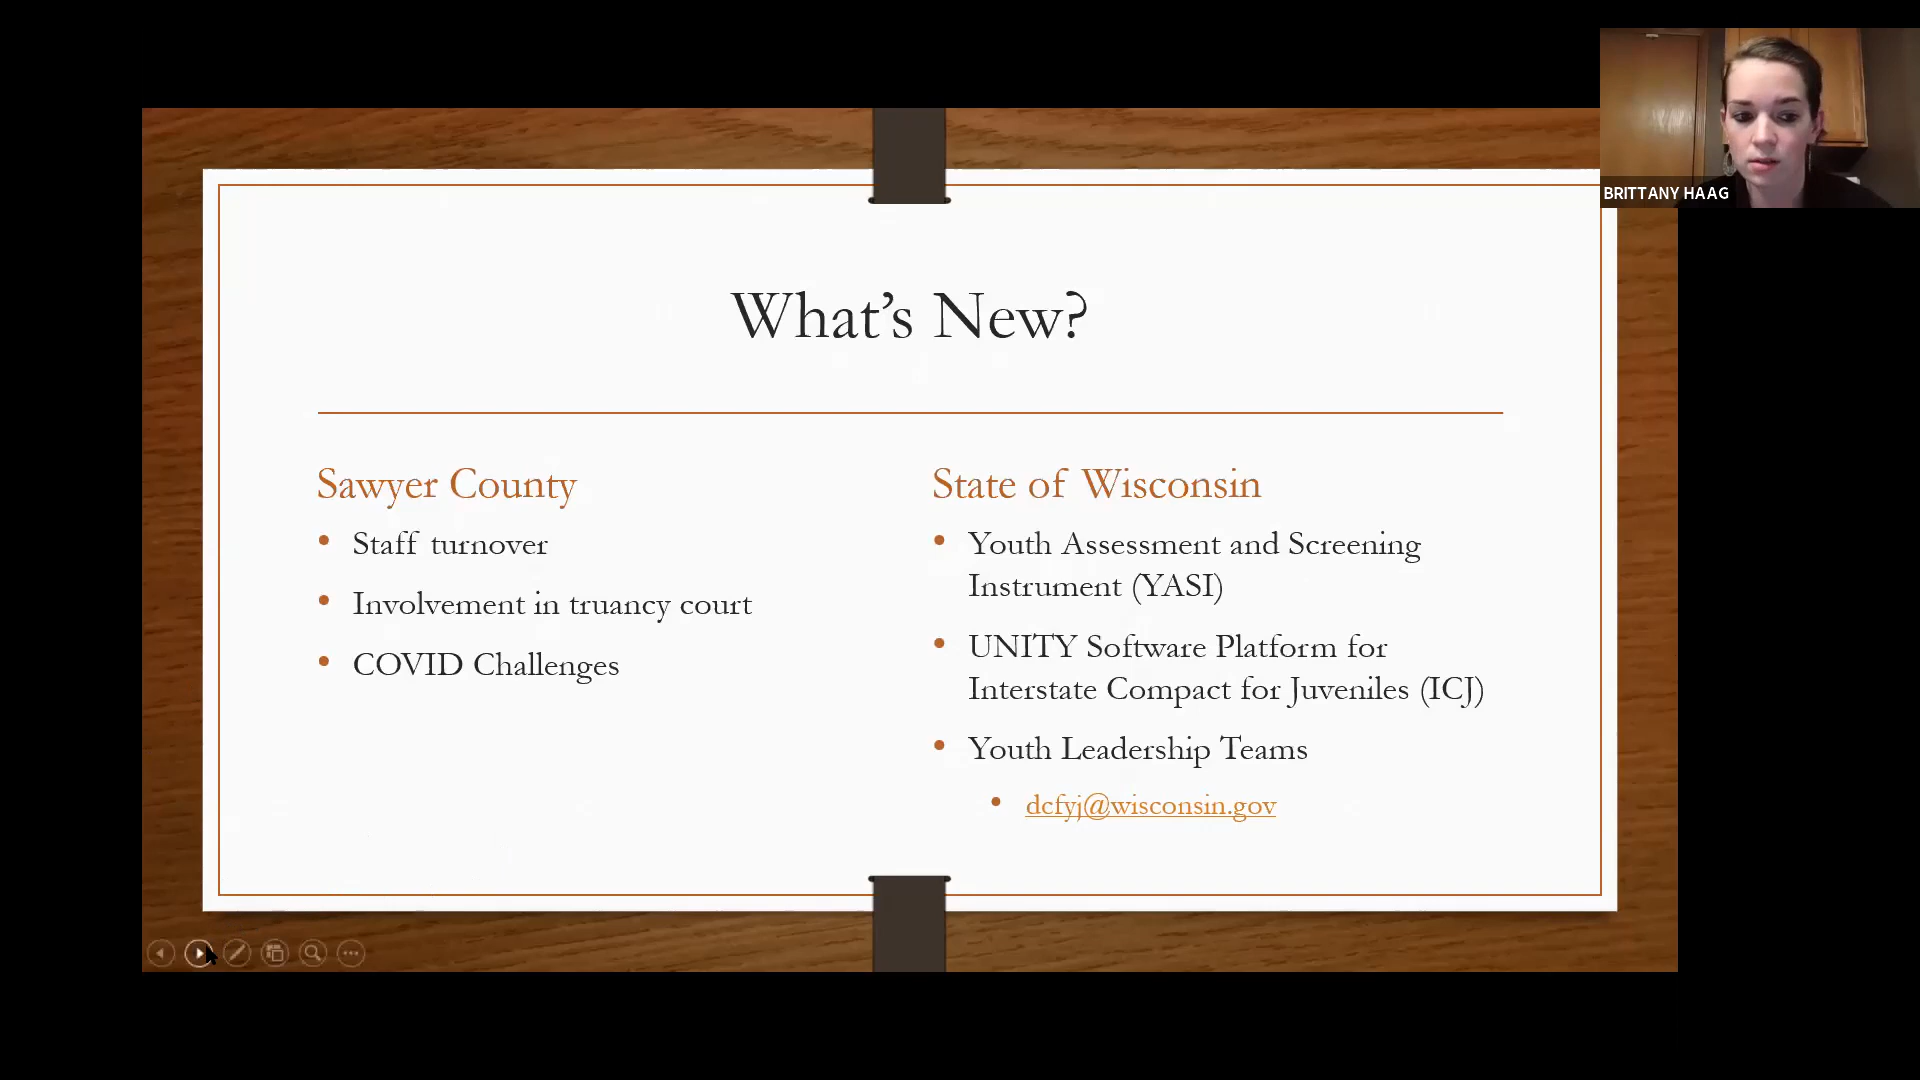 What's New?
Sawyer County
• Staff turnover
• Involvement in truancy court
• COVID Challenges
State of Wisconsin
• Youth Assessment and Screening
Instrument (YASI)
• UNITY Software Platform for
Interstate Compact for Juveniles (ICJ)
• Youth Leadership Teams
• dcfyj@wisconsin.gov
BRITTANY HAAG